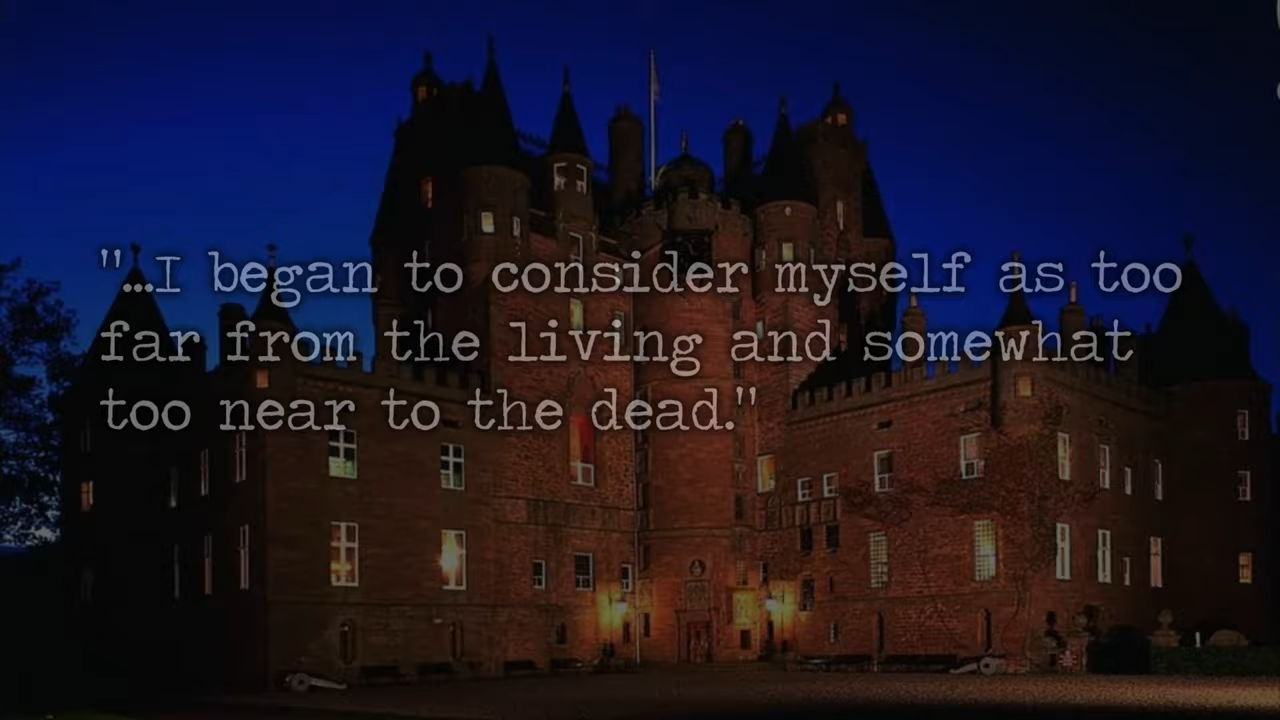 "…I began to consider myself as too
far from the living and somewhat
too near to the dead."